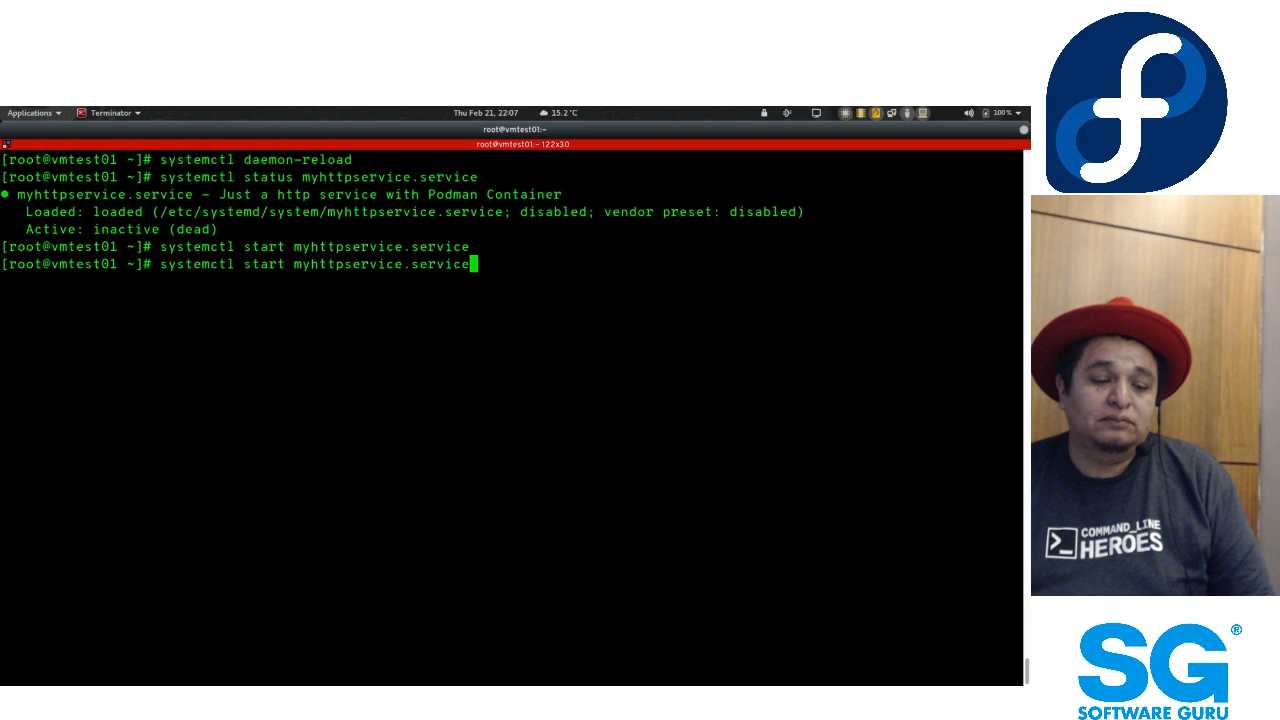 Applications
Terminator
Thu Feb 21, 22:07
15.2 °C
100 %
root@vmtest01:~
root@vmtest01:~ 122x30
[root@vmtest01 ~]# systemctl daemon-reload
[root@vmtest01 ~]# systemctl status myhttpservice.service
● myhttpservice.service - Just a http service with Podman Container
Loaded: loaded (/etc/systemd/system/myhttpservice.service; disabled; vendor preset: disabled)
Active: inactive (dead)
[root@vmtest01 ~]# systemctl start myhttpservice.service
[root@vmtest01 ~]# systemctl start myhttpservice.service
>_ COMMAND_LINE
HEROES
SG®
SOFTWARE GURU